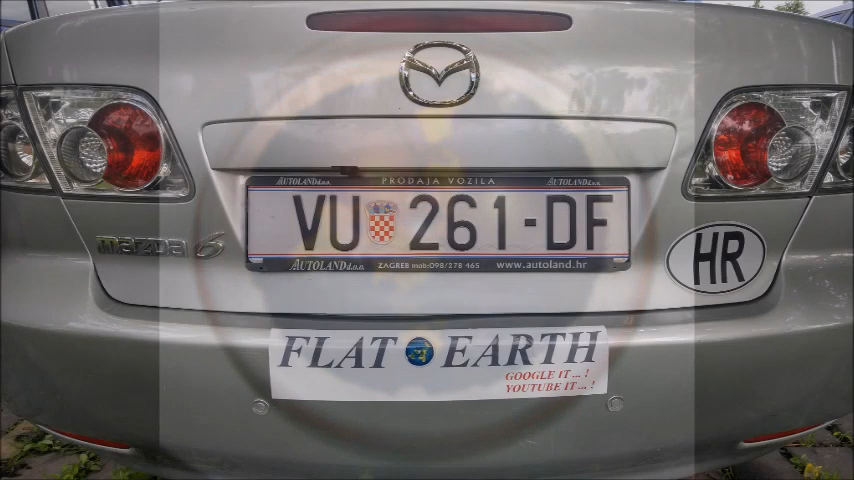 AUTOLAND d.o.o. PRODAJA VOZILA AUTOLAND d.o.o.
VU 261-DF
AUTOLAND d.o.o. ZAGREB mob:098/278 465 www.autoland.hr
mazda 6
HR
FLAT EARTH
GOOGLE IT ... !
YOUTUBE IT ... !